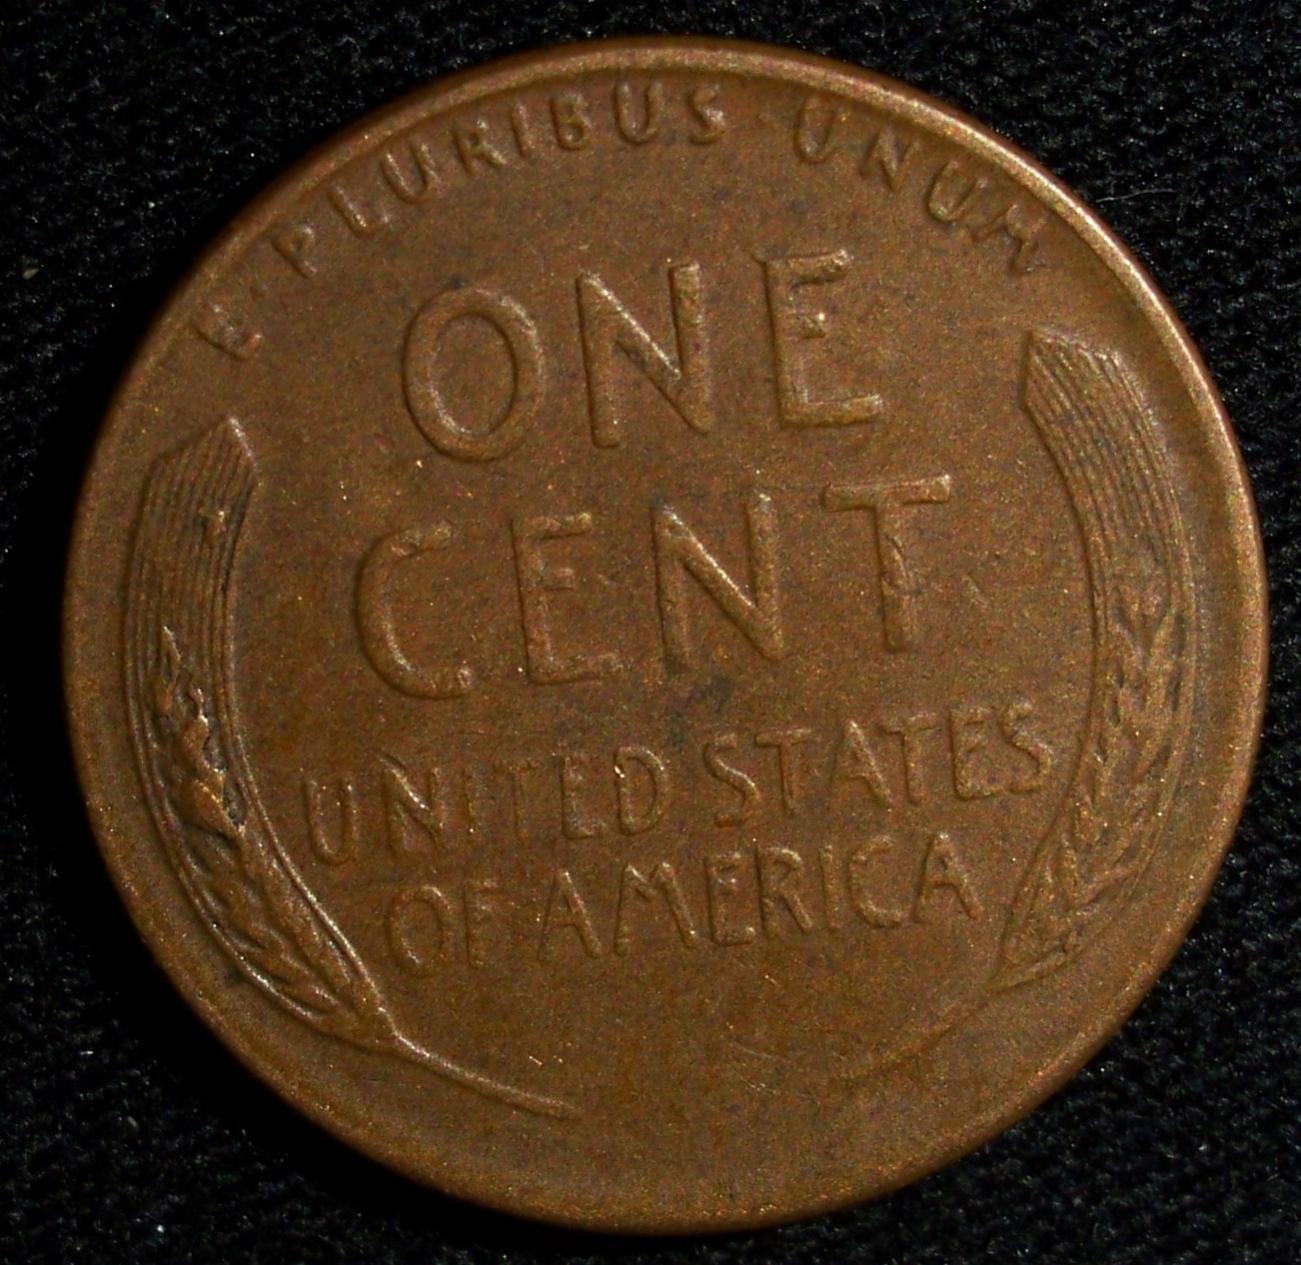 E·PLURIBUS·UNUM
ONE
CENT
UNITED STATES
OF AMERICA